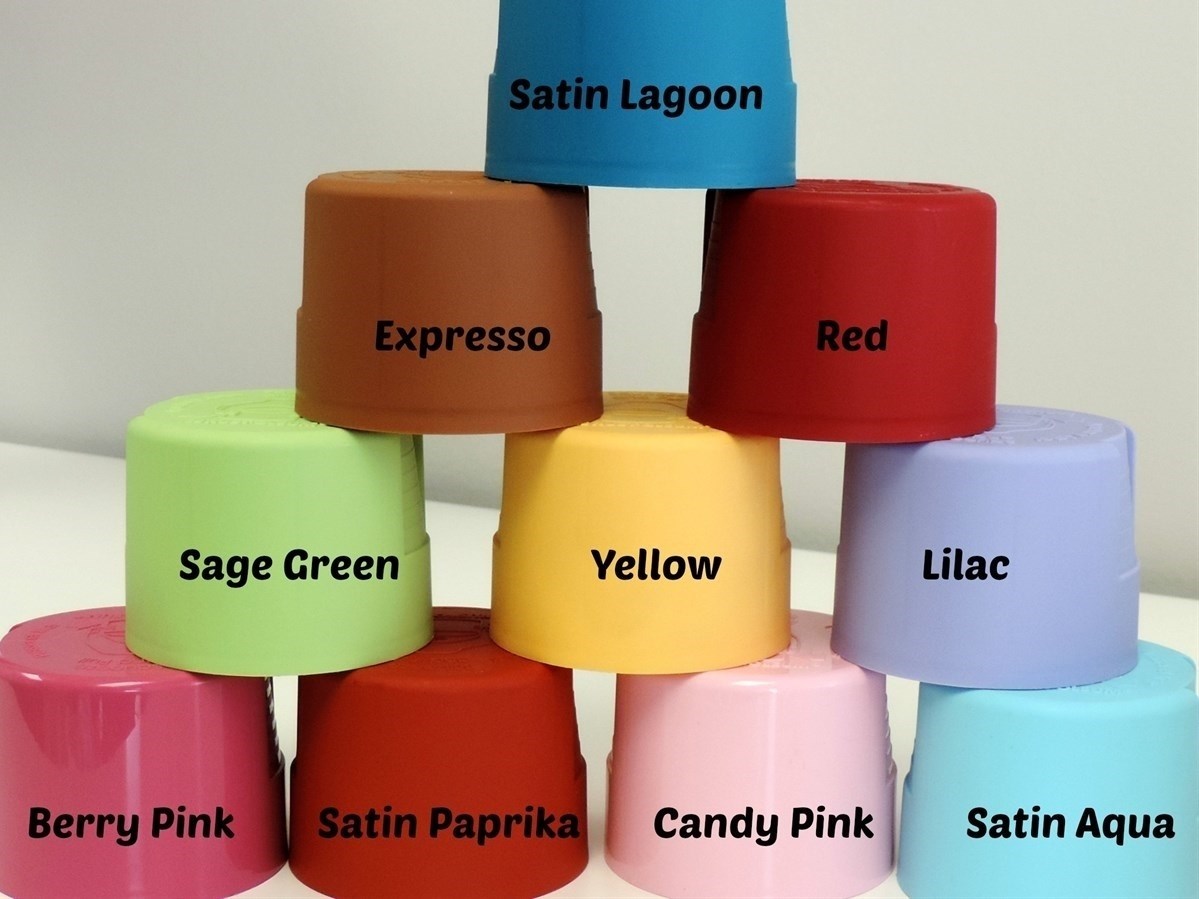 Satin Lagoon
Expresso
Red
Sage Green
Yellow
Lilac
Berry Pink
Satin Paprika
Candy Pink
Satin Aqua